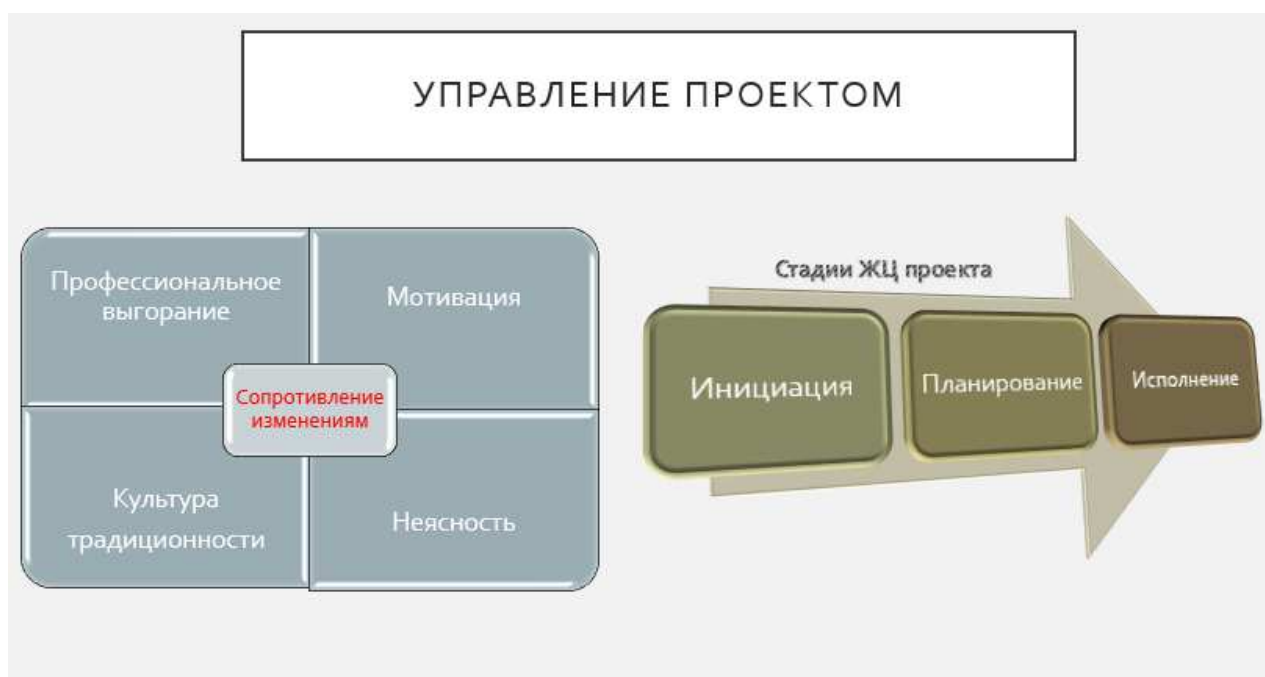 УПРАВЛЕНИЕ ПРОЕКТОМ
Профессиональное
выгорание
Мотивация
Сопротивление
изменениям
Культура
традиционности
Неясность
Стадии ЖЦ проекта
Инициация
Планирование
Исполнение